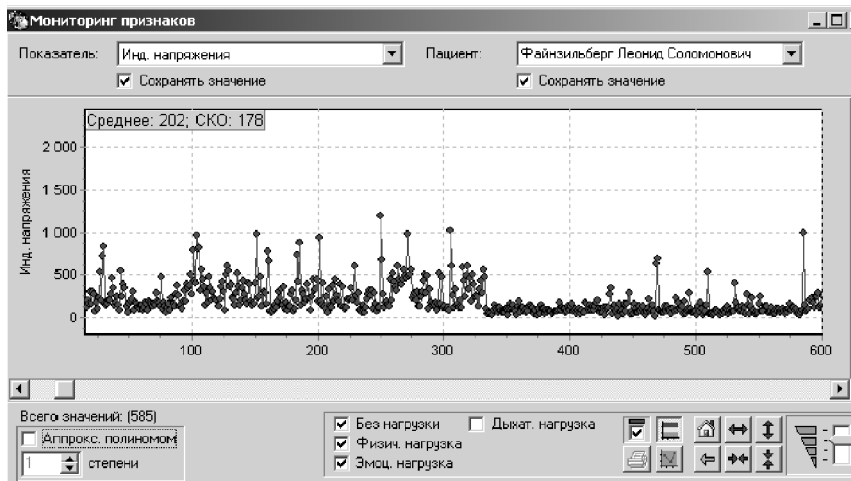 Мониторинг признаков
Показатель: Инд. напряжения Пациент: Файнзильберг Леонид Соломонович
Сохранять значение Сохранять значение
Среднее: 202; СКО: 178
2 000
1 500
1 000
500
0
Инд. напряжения
100 200 300 400 500 600
Всего значений: (585)
Аппрокс. полиномом
1 степени
Без нагрузки Дыхат. нагрузка
Физич. нагрузка
Эмоц. нагрузка